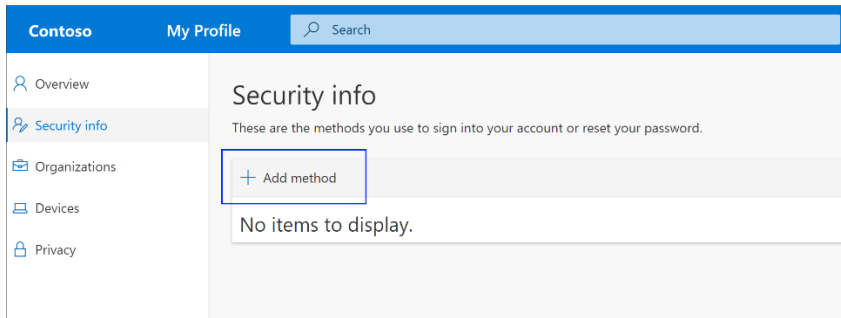 Contoso My Profile Search
Overview
Security info
Organizations
Devices
Privacy
Security info
These are the methods you use to sign into your account or reset your password.
+ Add method
No items to display.